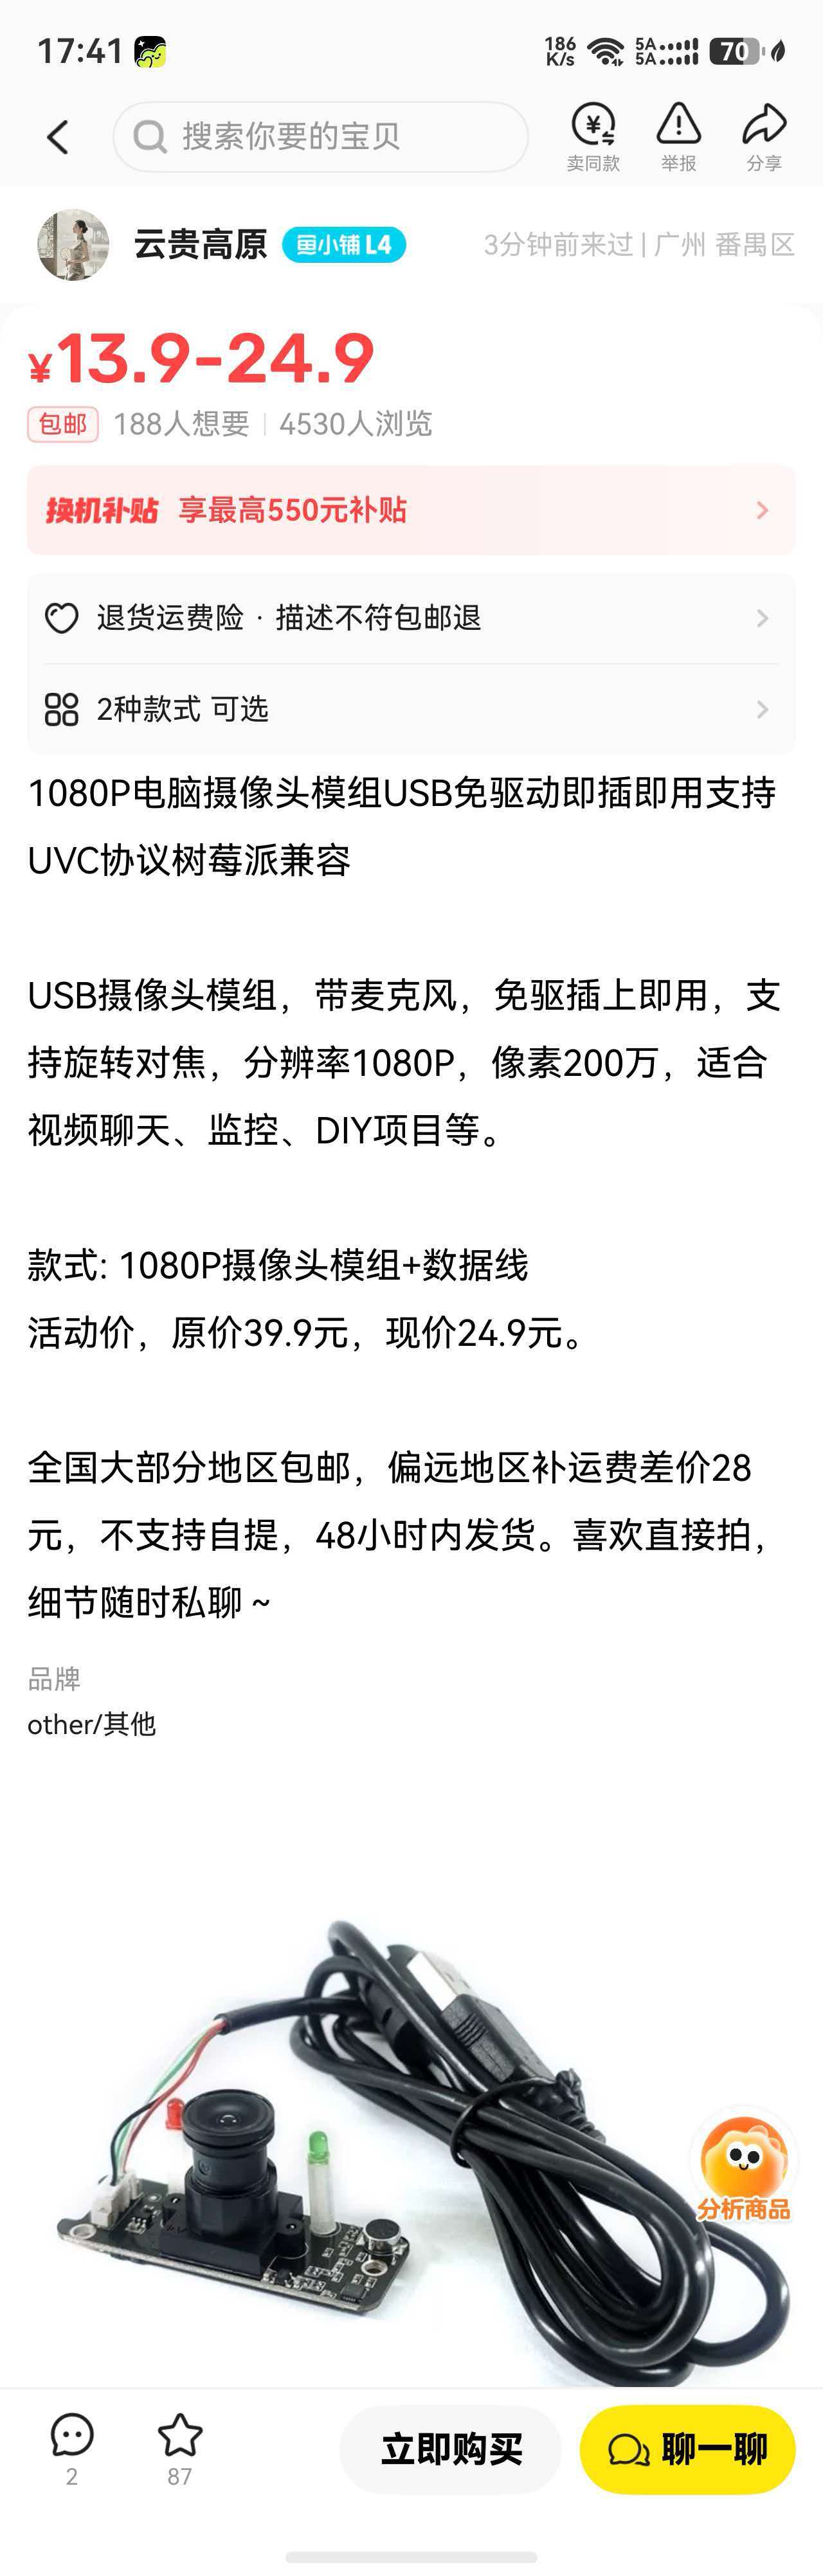 17:41
186 K/s
5A
5A
70
搜索你要的宝贝
卖同款
举报
分享
云贵高原
鱼小铺 L4
3分钟前来过 | 广州 番禺区
¥13.9-24.9
包邮 188人想要 | 4530人浏览
换机补贴 享最高550元补贴
退货运费险 · 描述不符包邮退
2种款式 可选
1080P电脑摄像头模组USB免驱动即插即用支持
UVC协议树莓派兼容
USB摄像头模组，带麦克风，免驱插上即用，支
持旋转对焦，分辨率1080P，像素200万，适合
视频聊天、监控、DIY项目等。
款式: 1080P摄像头模组+数据线
活动价，原价39.9元，现价24.9元。
全国大部分地区包邮，偏远地区补运费差价28
元，不支持自提，48小时内发货。喜欢直接拍，
细节随时私聊 ~
品牌
other/其他
分析商品
2
87
立即购买
聊一聊